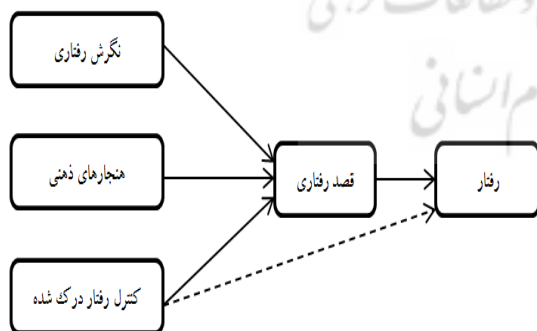 نگرش رفتاری
هنجارهای ذهنی
قصد رفتاری
رفتار
کنترل رفتار درک شده